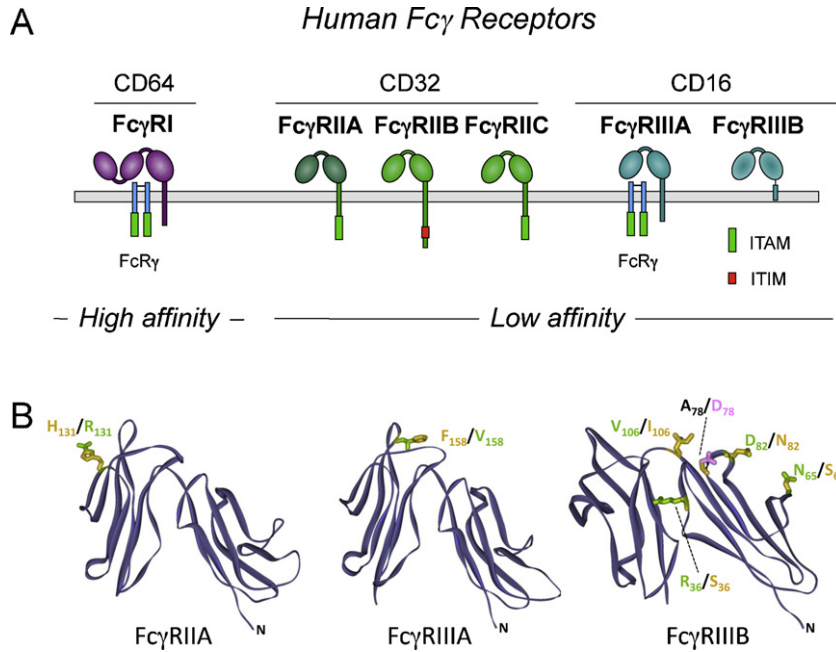 A
Human Fcγ Receptors
CD64 CD32 CD16
FcγRI FcγRIIA FcγRIIB FcγRIIC FcγRIIIA FcγRIIIB
FcRγ FcRγ
ITAM
ITIM
High affinity Low affinity
B
H131/R131 F158/V158 V106/I106 A78/D78 D82/N82
N65/S6
R36/S36
N N N
FcγRIIA FcγRIIIA FcγRIIIB